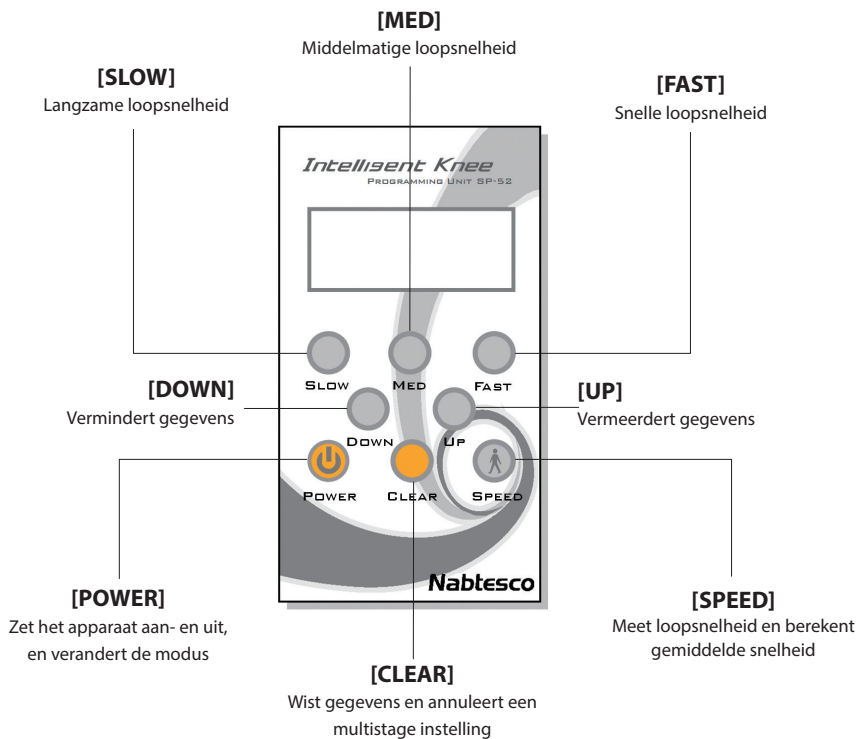 [MED]
Middelmatige loopsnelheid
[SLOW]
Langzame loopsnelheid
[FAST]
Snelle loopsnelheid
Intelligent Knee
PROGRAMMING UNIT SP-52
SLOW MED FAST
[DOWN]
Vermindert gegevens
[UP]
Vermeerdert gegevens
DOWN UP
POWER CLEAR SPEED
Nabtesco
[POWER]
Zet het apparaat aan- en uit,
en verandert de modus
[SPEED]
Meet loopsnelheid en berekent
gemiddelde snelheid
[CLEAR]
Wist gegevens en annuleert een
multistage instelling